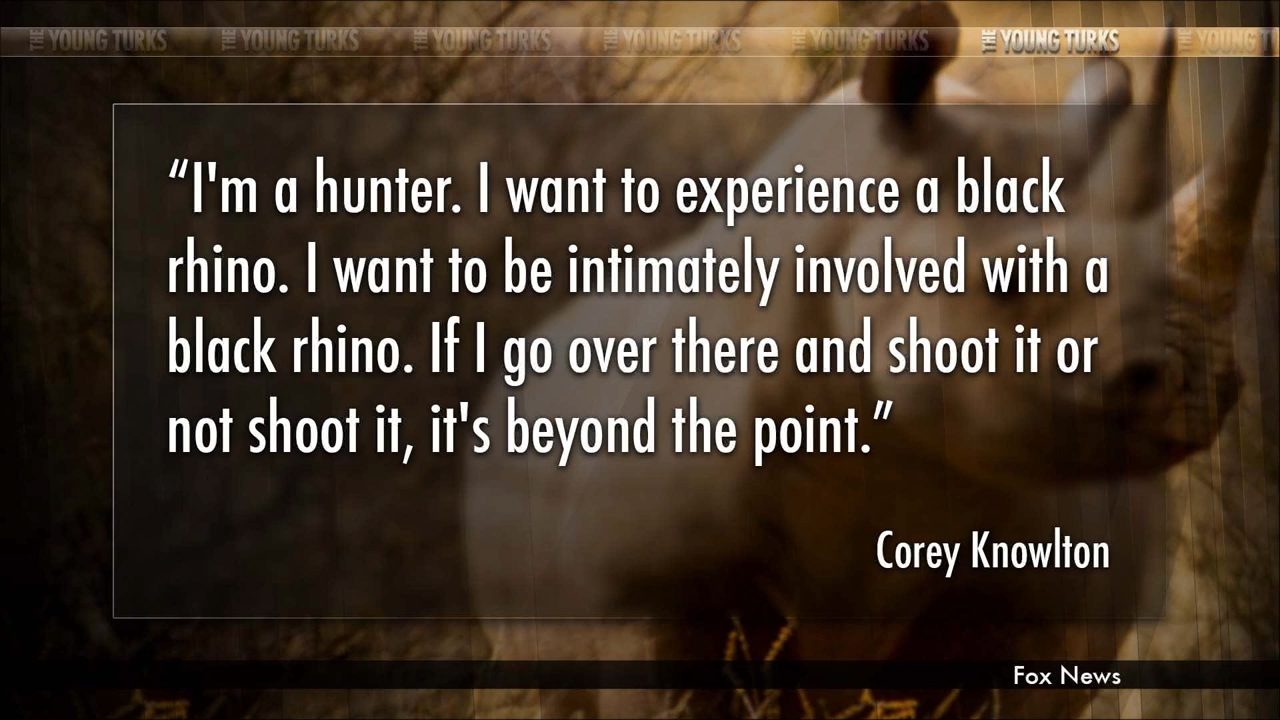 THE YOUNG TURKS THE YOUNG TURKS THE YOUNG TURKS THE YOUNG TURKS THE YOUNG TURKS THE YOUNG TURKS THE YOUNG T
“I'm a hunter. I want to experience a black
rhino. I want to be intimately involved with a
black rhino. If I go over there and shoot it or
not shoot it, it's beyond the point.”
Corey Knowlton
Fox News